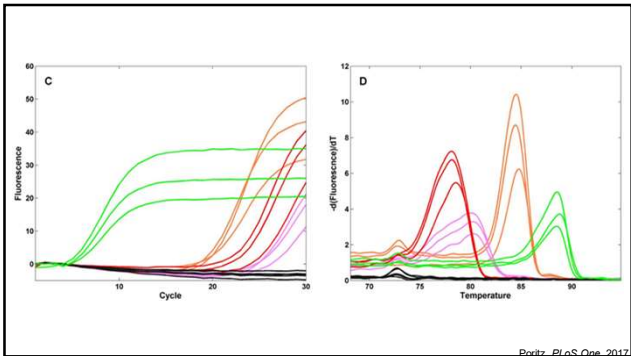 C
60
50
40
30
20
10
0
Fluorescence
10 20 30
Cycle
D
12
10
8
6
4
2
0
-d(Fluorescnce)/dT
70 75 80 85 90
Temperature
Poritz, PLoS One, 2017